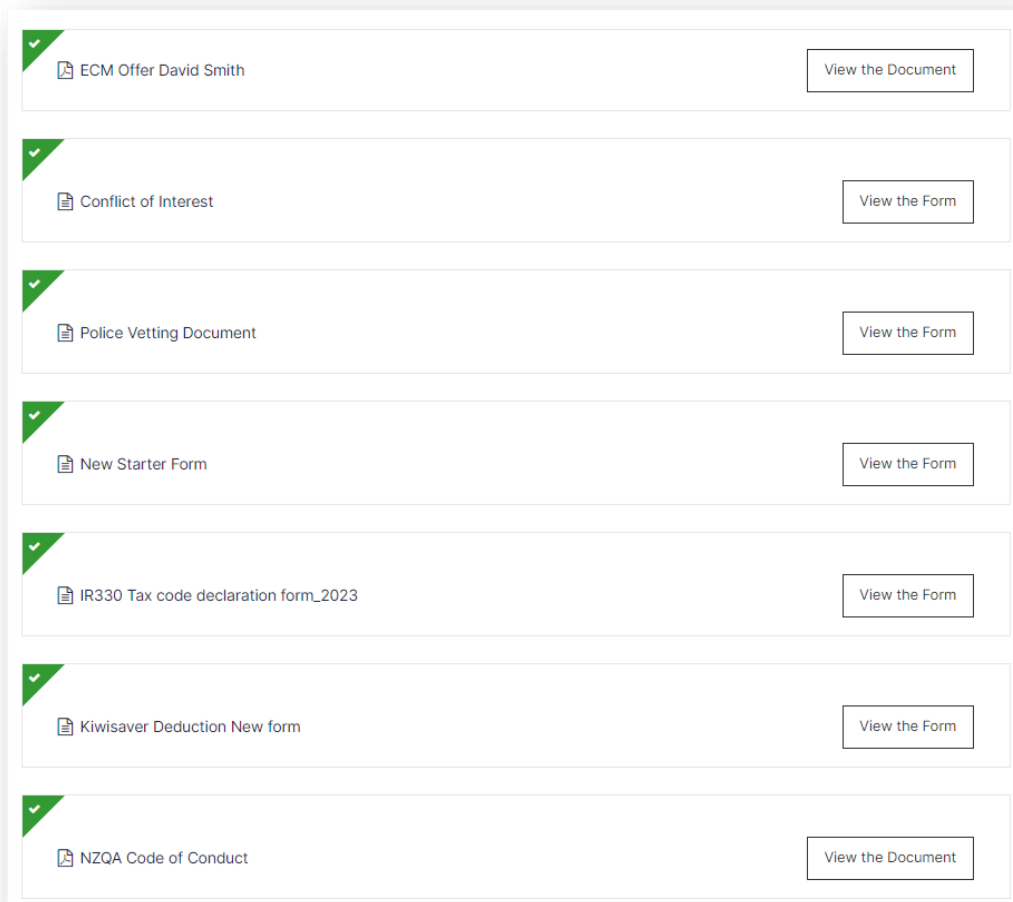 ECM Offer David Smith
View the Document
Conflict of Interest
View the Form
Police Vetting Document
View the Form
New Starter Form
View the Form
IR330 Tax code declaration form_2023
View the Form
Kiwisaver Deduction New form
View the Form
NZQA Code of Conduct
View the Document